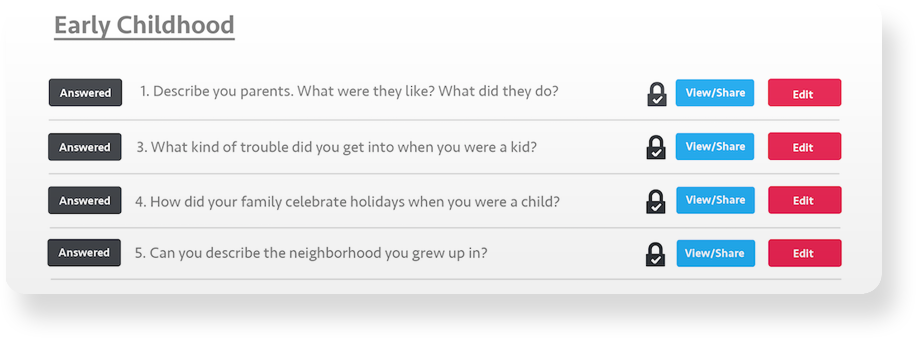 Early Childhood
Answered 1. Describe you parents. What were they like? What did they do? View/Share Edit
Answered 3. What kind of trouble did you get into when you were a kid? View/Share Edit
Answered 4. How did your family celebrate holidays when you were a child? View/Share Edit
Answered 5. Can you describe the neighborhood you grew up in? View/Share Edit